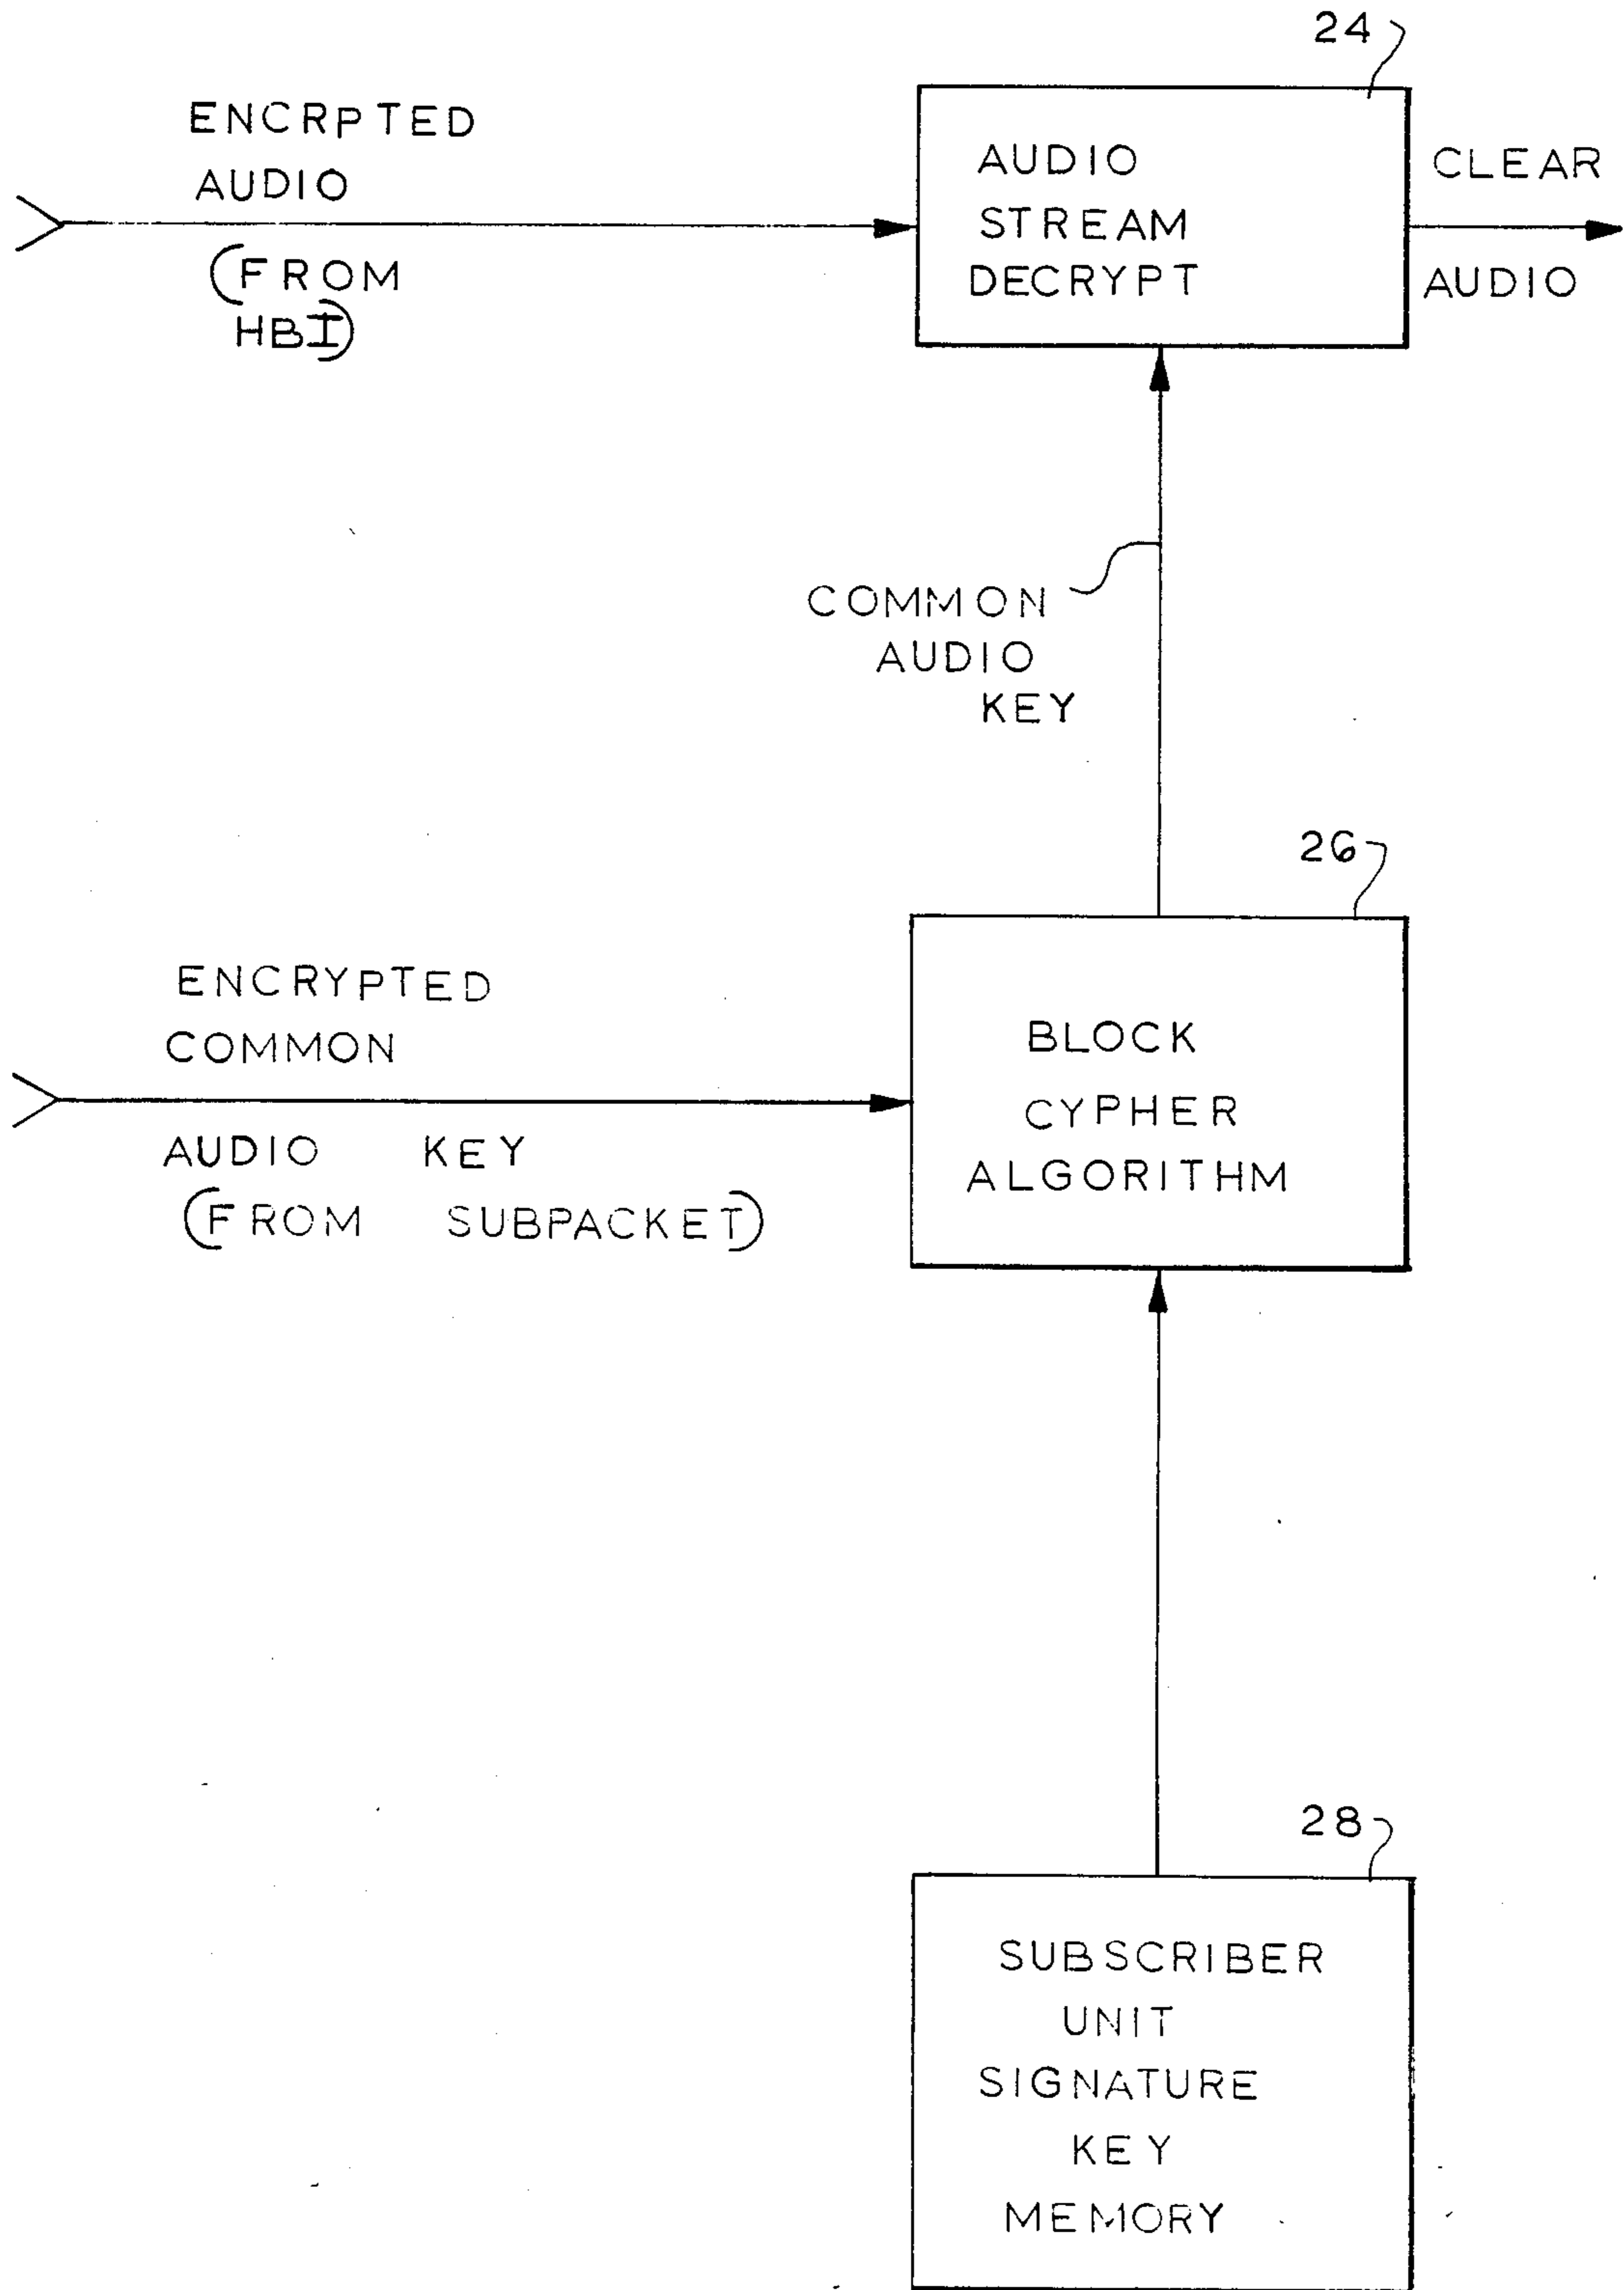 24
ENCRPTED
AUDIO
(FROM
HBI)
AUDIO
STREAM
DECRYPT
CLEAR
AUDIO
COMMON
AUDIO
KEY
26
ENCRYPTED
COMMON
AUDIO KEY
(FROM SUBPACKET)
BLOCK
CYPHER
ALGORITHM
28
SUBSCRIBER
UNIT
SIGNATURE
KEY
MEMORY